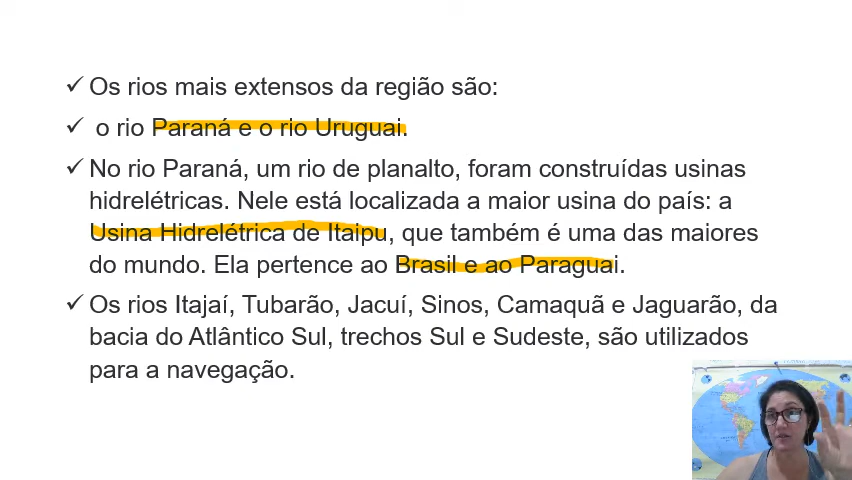 ✓ Os rios mais extensos da região são:
✓ o rio Paraná e o rio Uruguai.
✓ No rio Paraná, um rio de planalto, foram construídas usinas
hidrelétricas. Nele está localizada a maior usina do país: a
Usina Hidrelétrica de Itaipu, que também é uma das maiores
do mundo. Ela pertence ao Brasil e ao Paraguai.
✓ Os rios Itajaí, Tubarão, Jacuí, Sinos, Camaquã e Jaguarão, da
bacia do Atlântico Sul, trechos Sul e Sudeste, são utilizados
para a navegação.